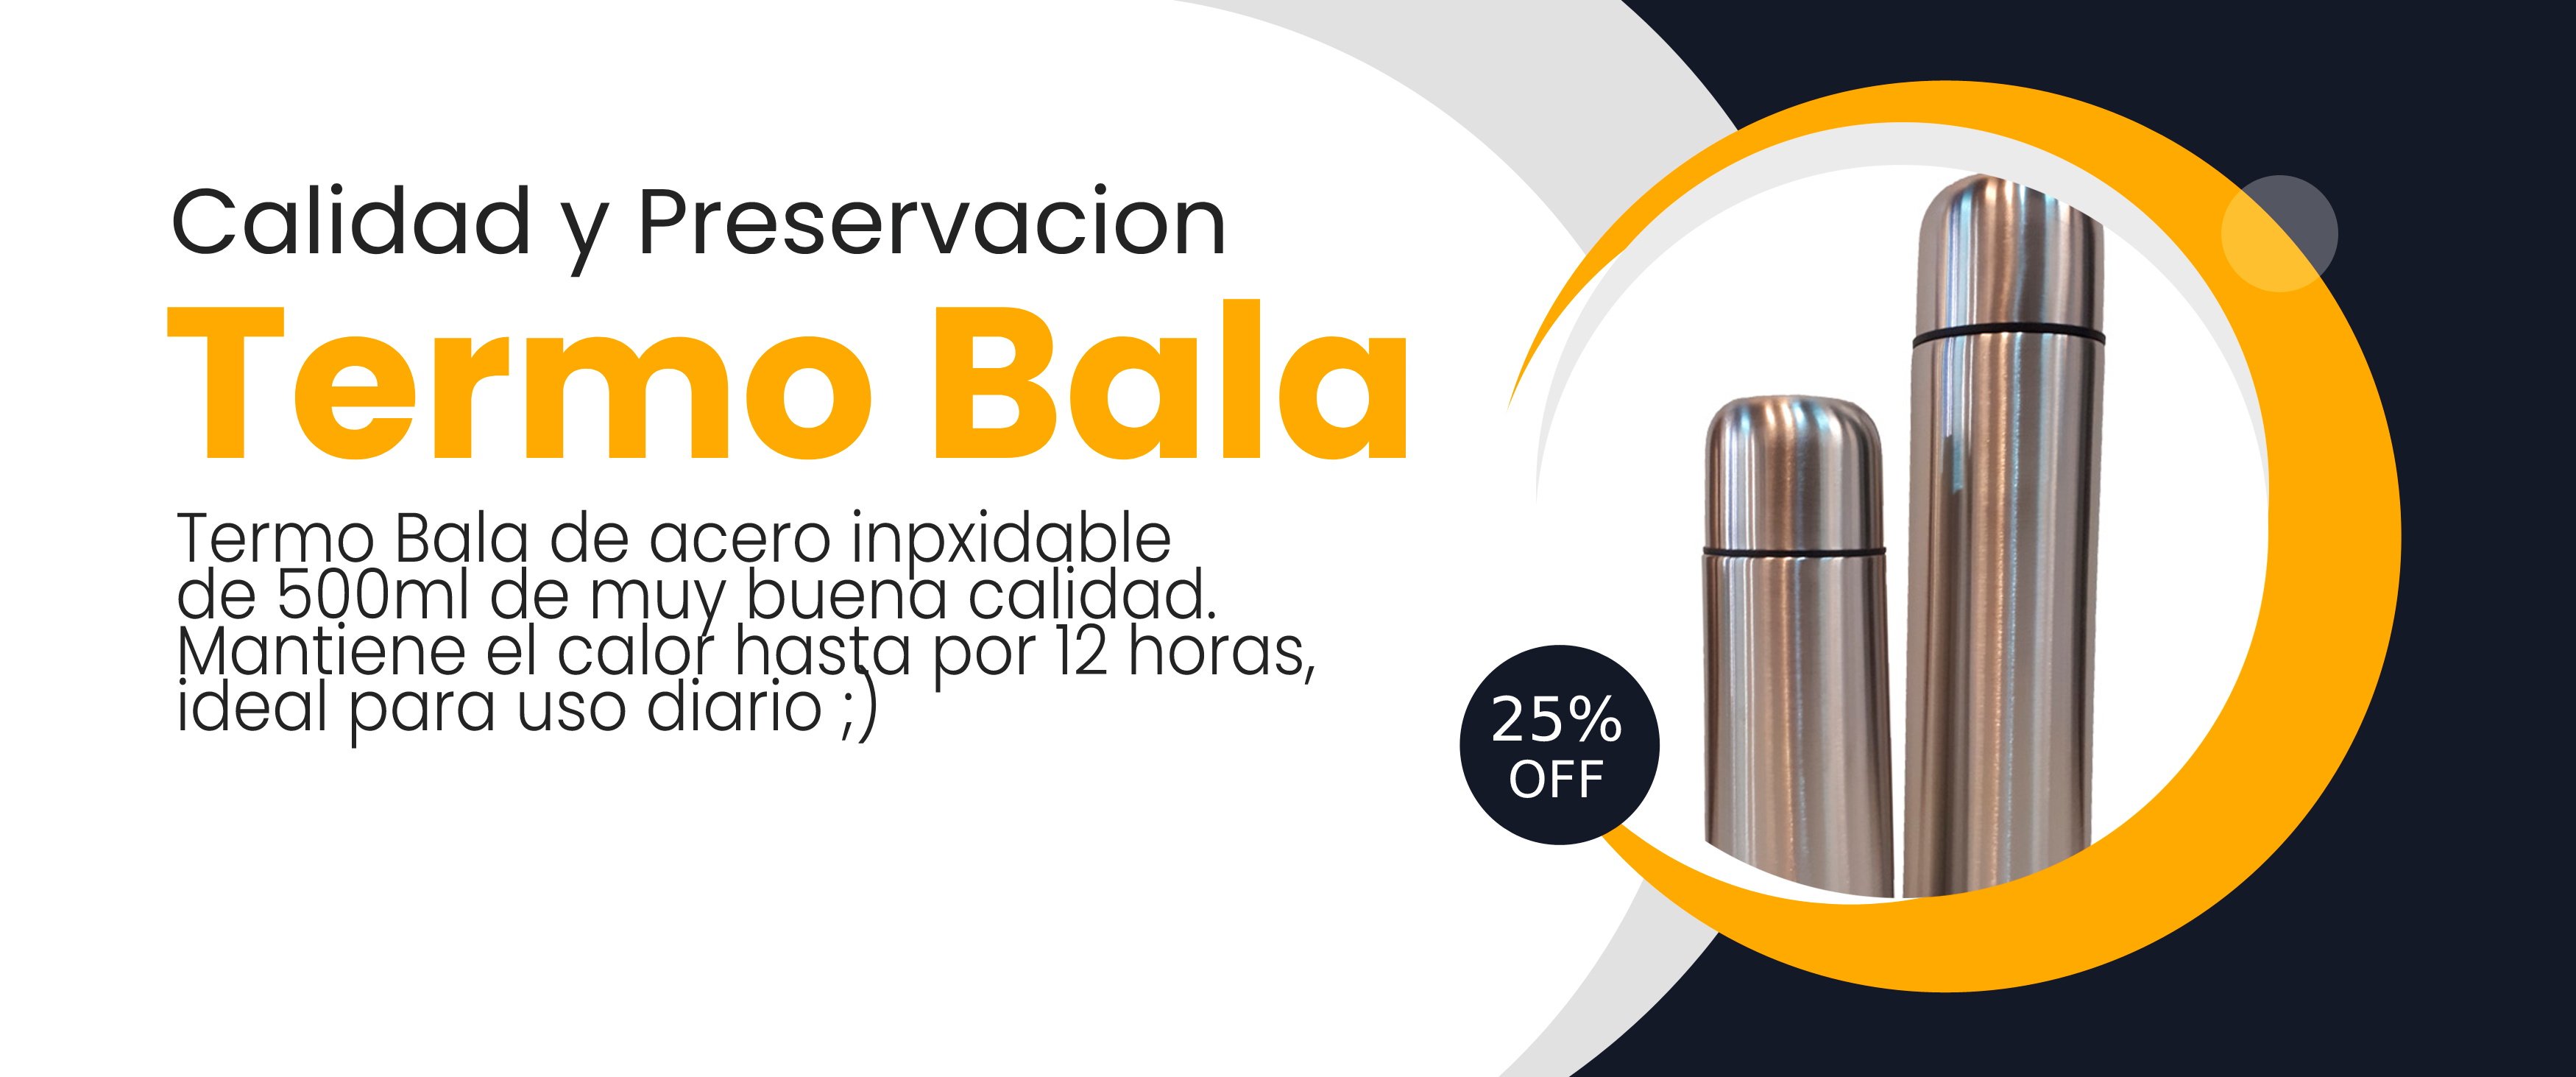 Calidad y Preservacion
Termo Bala
Termo Bala de acero inpxidable
de 500ml de muy buena calidad.
Mantiene el calor hasta por 12 horas,
ideal para uso diario ;)
25%
OFF